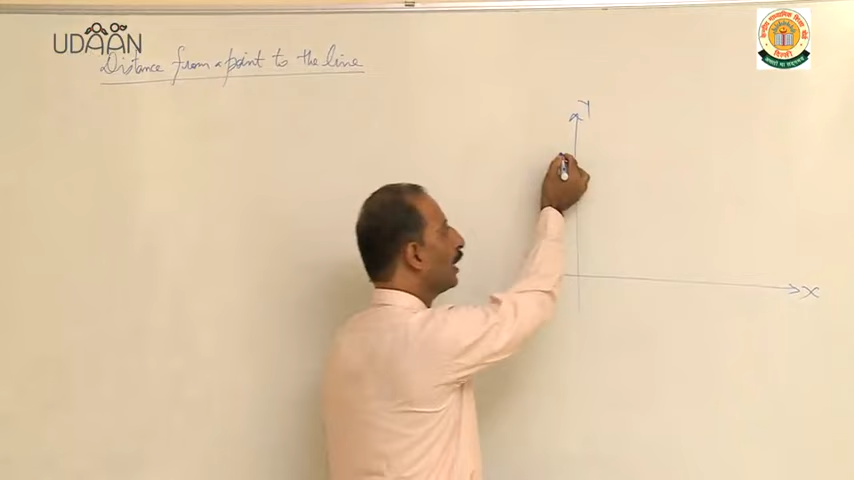 UDAAN
Distance from a point to the line
Y
X